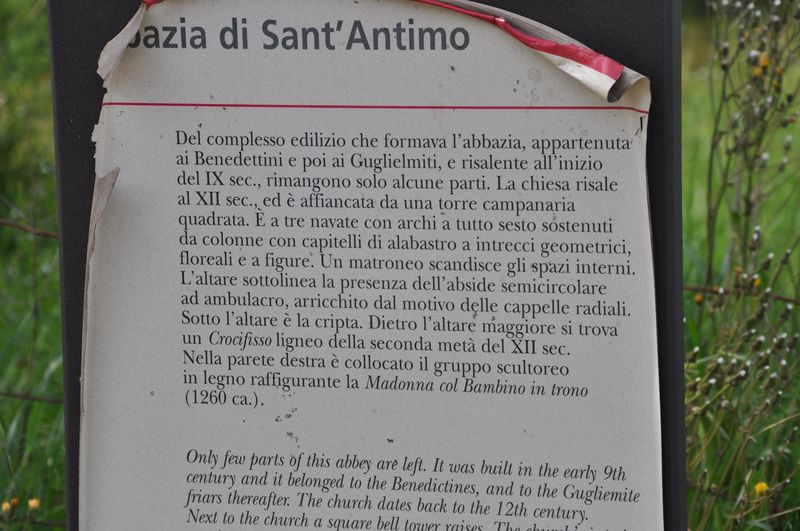 bazia di Sant'Antimo
Del complesso edilizio che formava l'abbazia, appartenuta
ai Benedettini e poi ai Guglielmiti, e risalente all'inizio
del IX sec., rimangono solo alcune parti. La chiesa risale
al XII sec., ed è affiancata da una torre campanaria
quadrata. È a tre navate con archi a tutto sesto sostenuti
da colonne con capitelli di alabastro a intrecci geometrici,
floreali e a figure. Un matroneo scandisce gli spazi interni.
L'altare sottolinea la presenza dell'abside semicircolare
ad ambulacro, arricchito dal motivo delle cappelle radiali.
Sotto l'altare è la cripta. Dietro l'altare maggiore si trova
un Crocifisso ligneo della seconda metà del XII sec.
Nella parete destra è collocato il gruppo scultoreo
in legno raffigurante la Madonna col Bambino in trono
(1260 ca.).
Only few parts of this abbey are left. It was built in the early 9th
century and it belonged to the Benedictines, and to the Gugliemite
friars thereafter. The church dates back to the 12th century.
Next to the church a square bell tower raises. The church's